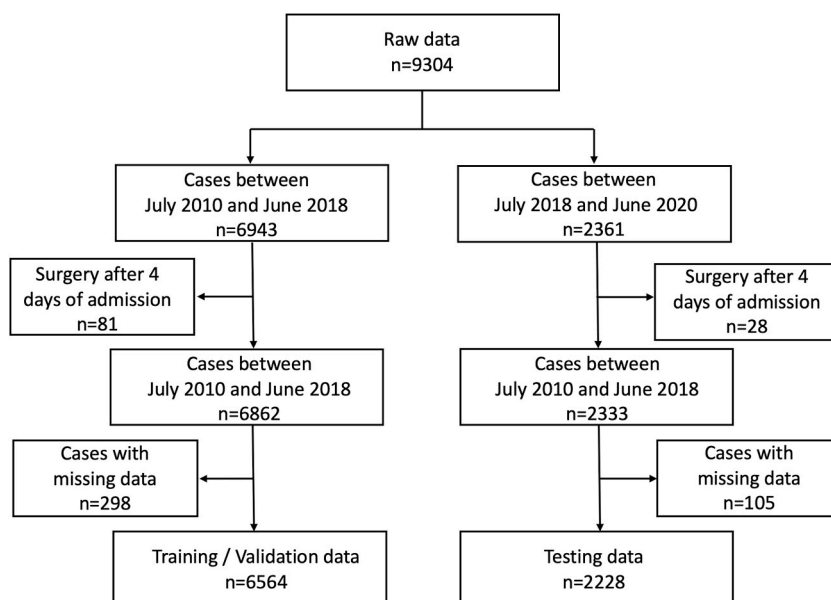 Raw data
n=9304
Cases between
July 2010 and June 2018
n=6943
Cases between
July 2018 and June 2020
n=2361
Surgery after 4
days of admission
n=81
Surgery after 4
days of admission
n=28
Cases between
July 2010 and June 2018
n=6862
Cases between
July 2010 and June 2018
n=2333
Cases with
missing data
n=298
Cases with
missing data
n=105
Training / Validation data
n=6564
Testing data
n=2228